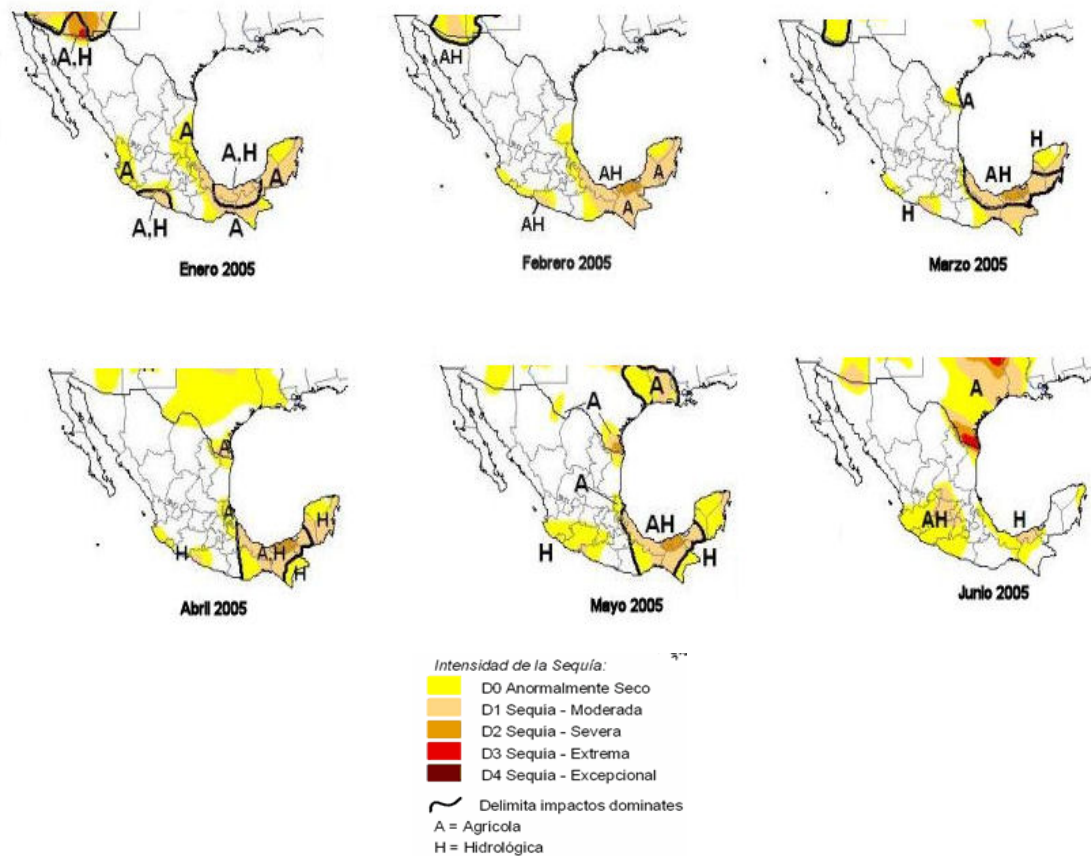 A,H
A
A,H
A
A
A,H
A
Enero 2005
AH
AH
A
A
AH
Febrero 2005
A
H
AH
H
Marzo 2005
A
A
H
A,H
H
H
Abril 2005
A
A
A
AH
H
H
Mayo 2005
A
AH
H
Junio 2005
Intensidad de la Sequía:
D0 Anormalmente Seco
D1 Sequia - Moderada
D2 Sequia - Severa
D3 Sequia - Extrema
D4 Sequia - Excepcional
Delimita impactos dominates
A = Agrícola
H = Hidrológica